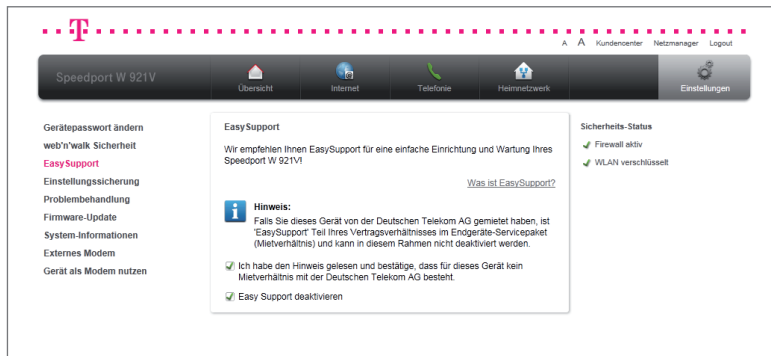 T
A A Kundencenter Netzmanager Logout
Speedport W 921V
Übersicht
Internet
Telefonie
Heimnetzwerk
Einstellungen
Gerätepasswort ändern
web'n'walk Sicherheit
EasySupport
Einstellungssicherung
Problembehandlung
Firmware-Update
System-Informationen
Externes Modem
Gerät als Modem nutzen
EasySupport
Wir empfehlen Ihnen EasySupport für eine einfache Einrichtung und Wartung Ihres
Speedport W 921V!
Was ist EasySupport?
Hinweis:
Falls Sie dieses Gerät von der Deutschen Telekom AG gemietet haben, ist
'EasySupport' Teil Ihres Vertragsverhältnisses im Endgeräte-Servicepaket
(Mietverhältnis) und kann in diesem Rahmen nicht deaktiviert werden.
Ich habe den Hinweis gelesen und bestätige, dass für dieses Gerät kein
Mietverhältnis mit der Deutschen Telekom AG besteht.
Easy Support deaktivieren
Sicherheits-Status
Firewall aktiv
WLAN verschlüsselt